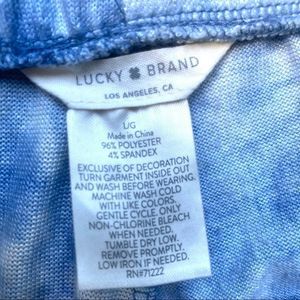 LUCKY BRAND
LOS ANGELES, CA
L/G
Made in China
96% POLYESTER
4% SPANDEX
EXCLUSIVE OF DECORATION
TURN GARMENT INSIDE OUT
AND WASH BEFORE WEARING.
MACHINE WASH COLD
WITH LIKE COLORS.
GENTLE CYCLE. ONLY
NON-CHLORINE BLEACH
WHEN NEEDED.
TUMBLE DRY LOW.
REMOVE PROMPTLY.
LOW IRON IF NEEDED.
RN#71222